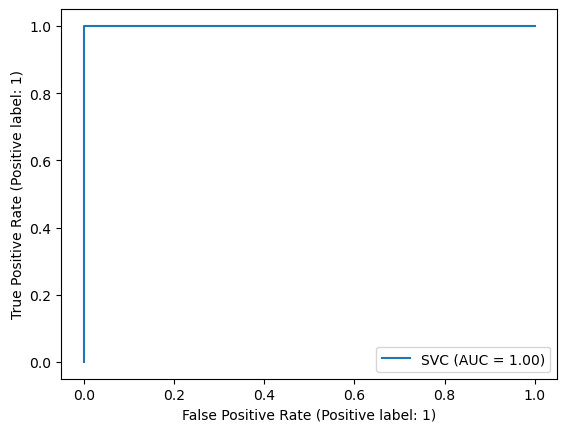 True Positive Rate (Positive label: 1)
1.0
0.8
0.6
0.4
0.2
0.0
SVC (AUC = 1.00)
0.0 0.2 0.4 0.6 0.8 1.0
False Positive Rate (Positive label: 1)